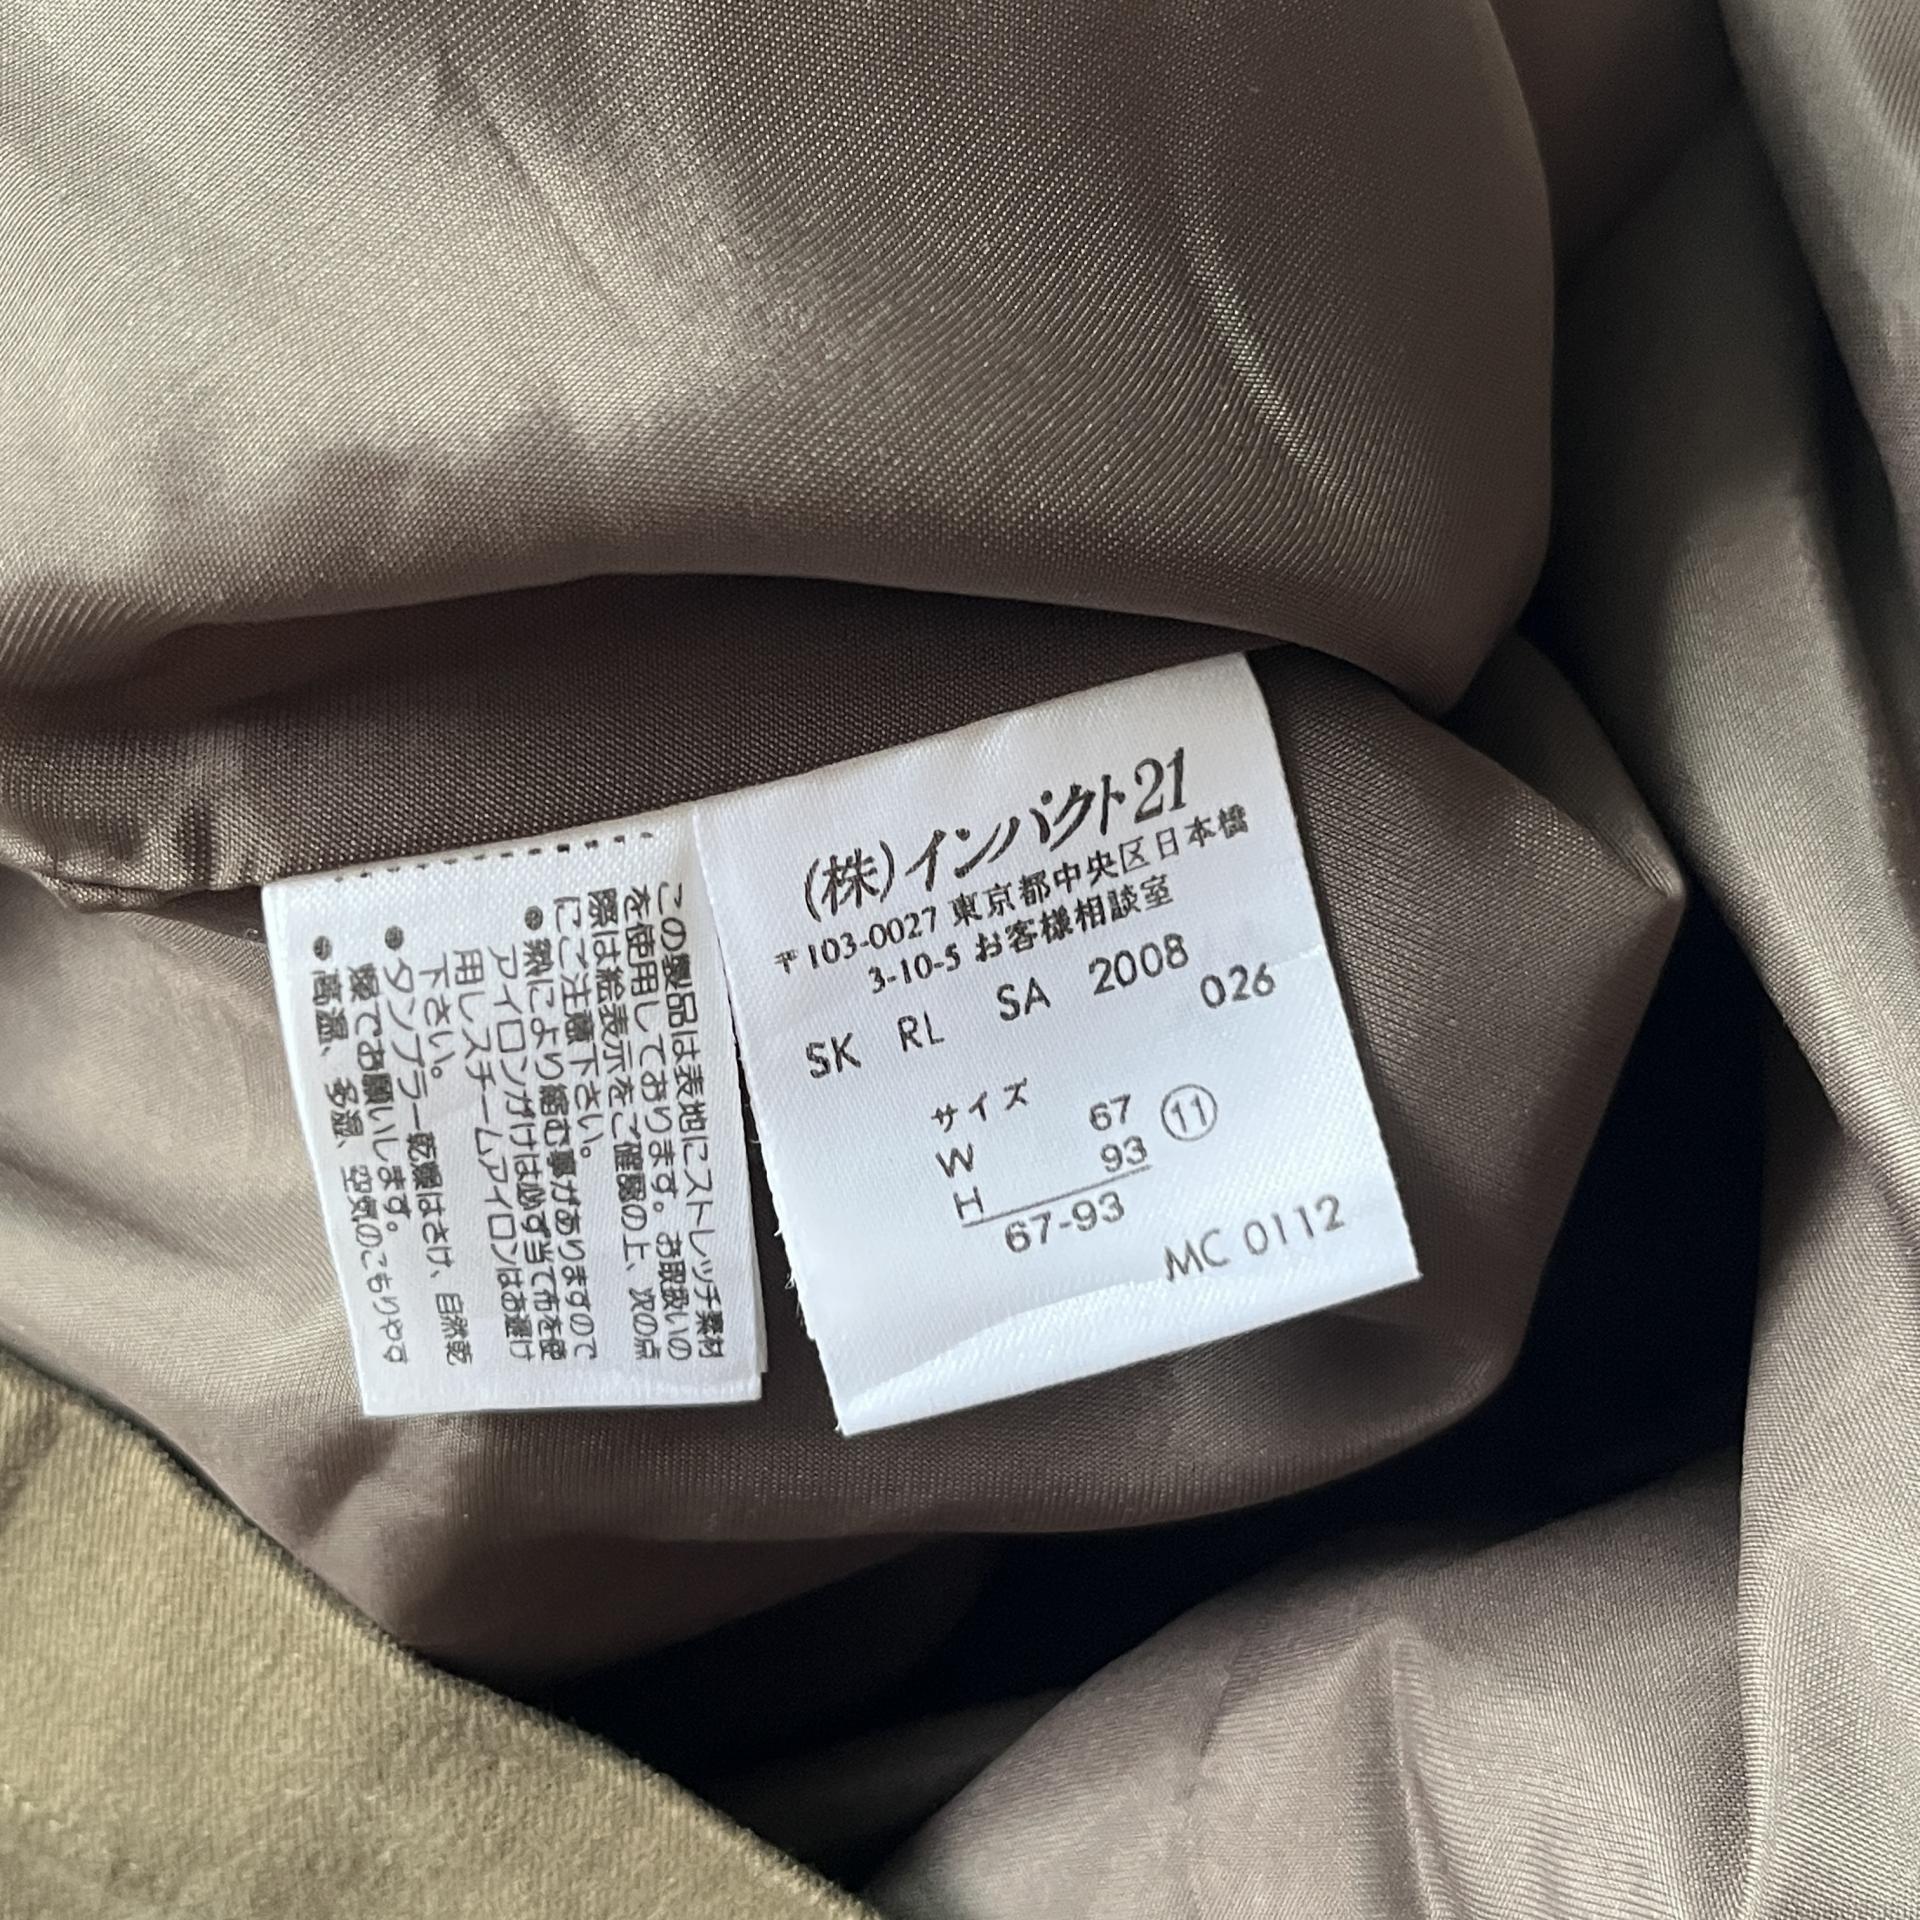 (株)インパクト21
〒103-0027 東京都中央区日本橋
3-10-5 お客様相談室
SK RL SA 2008
026
サイズ
W 67 ⑪
H 93
67-93
MC 0112
この製品は表地にストレッチ素材
を使用しております。お取扱いの
際は絵表示をご確認の上、次の点
にご注意下さい。
●熱により縮む事がありますので
アイロンがけは必ず当て布を使
用しスチームアイロンはお避け
下さい。
●タンブラー乾燥はさけ、自然乾
燥でお願いします。
●高温、多湿、空気のこもりやす